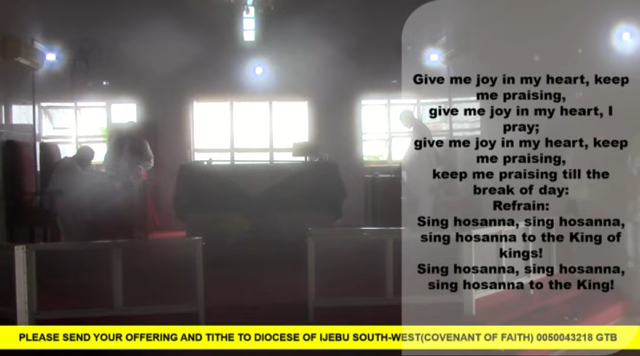 Give me joy in my heart, keep
me praising,
give me joy in my heart, I
pray;
give me joy in my heart, keep
me praising,
keep me praising till the
break of day:
Refrain:
Sing hosanna, sing hosanna,
sing hosanna to the King of
kings!
Sing hosanna, sing hosanna,
sing hosanna to the King!
PLEASE SEND YOUR OFFERING AND TITHE TO DIOCESE OF IJEBU SOUTH-WEST(COVENANT OF FAITH) 0050043218 GTB